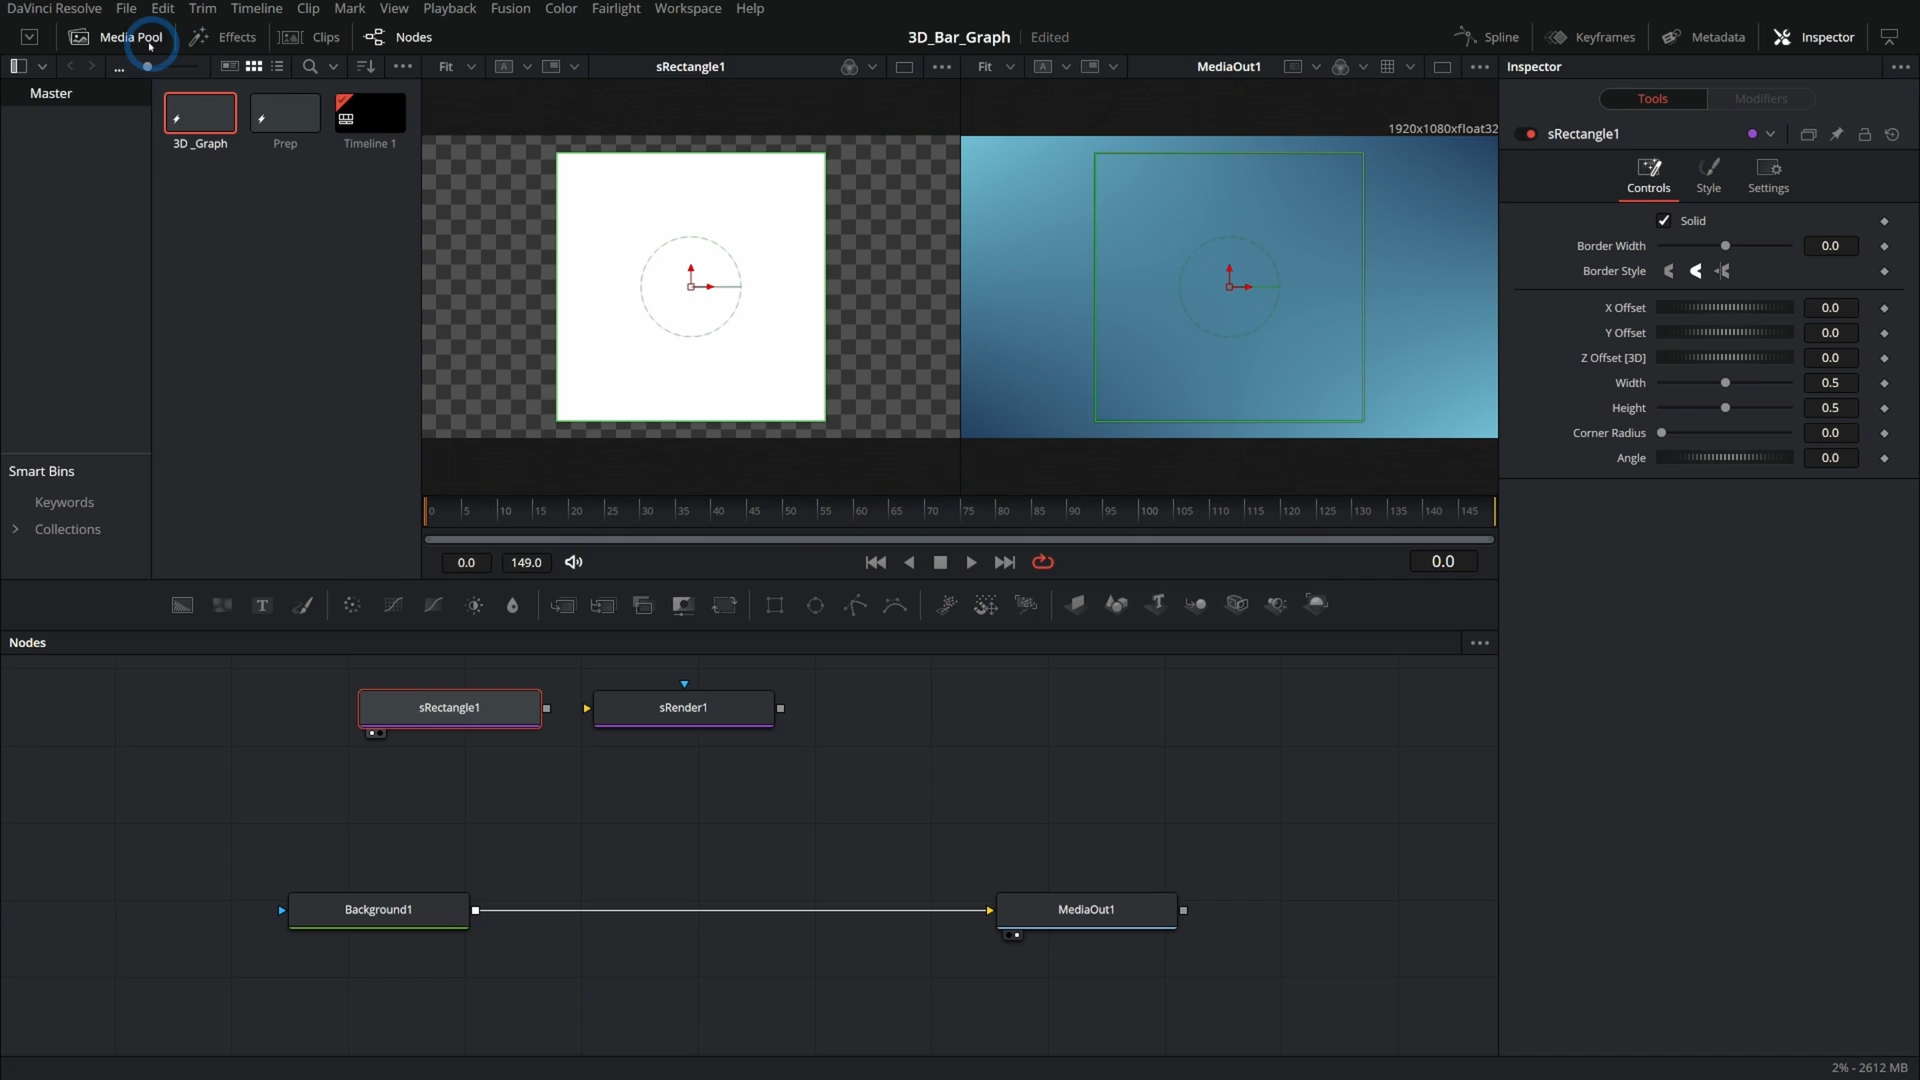 DaVinci Resolve File Edit Trim Timeline Clip Mark View Playback Fusion Color Fairlight Workspace Help
Media Pool Effects Clips Nodes 3D_Bar_Graph Edited Spline Keyframes Metadata Inspector
... Fit A sRectangle1 Fit A MediaOut1 Inspector
Master
3D _Graph Prep Timeline 1
1920x1080xfloat32
Tools Modifiers
sRectangle1
Controls Style Settings
Solid
Border Width 0.0
Border Style
X Offset 0.0
Y Offset 0.0
Z Offset [3D] 0.0
Width 0.5
Height 0.5
Corner Radius 0.0
Angle 0.0
Smart Bins
Keywords
Collections
0 5 10 15 20 25 30 35 40 45 50 55 60 65 70 75 80 85 90 95 100 105 110 115 120 125 130 135 140 145
0.0 149.0 0.0
T T
Nodes
sRectangle1 sRender1
Background1 MediaOut1
2% - 2612 MB